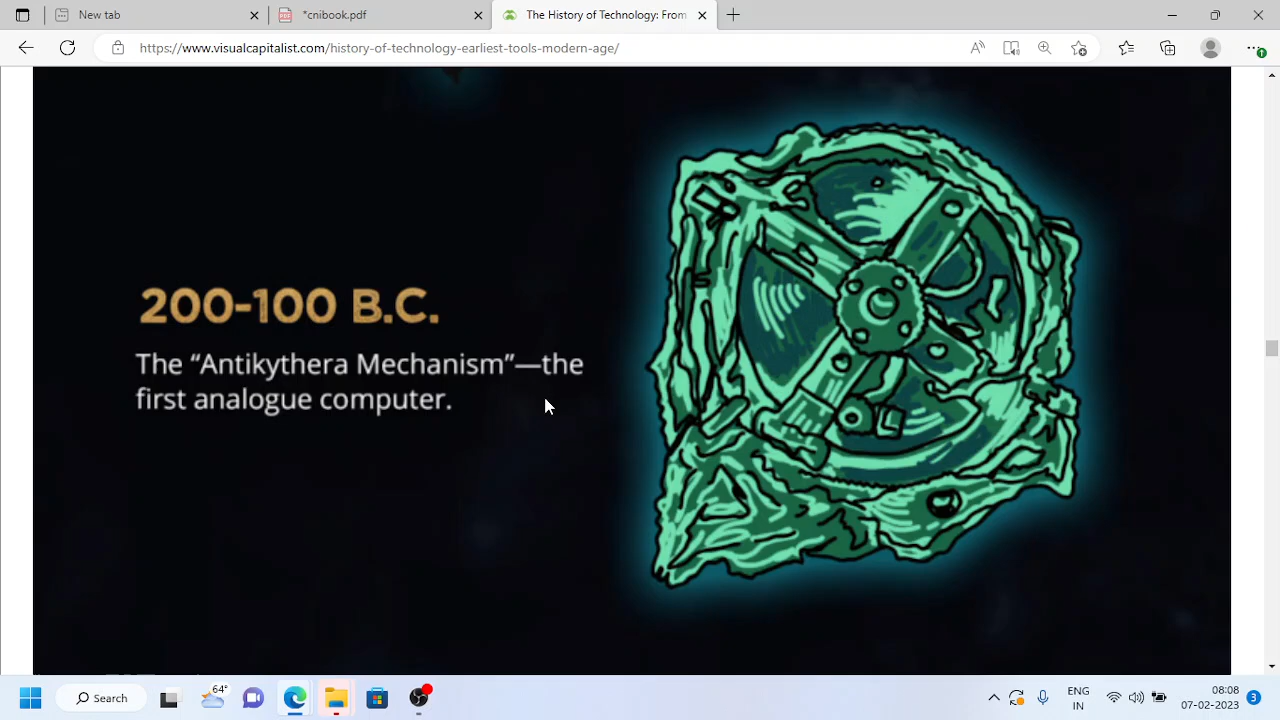 New tab
*cnibook.pdf
The History of Technology: From
https://www.visualcapitalist.com/history-of-technology-earliest-tools-modern-age/
200-100 B.C.
The “Antikythera Mechanism”—the
first analogue computer.
Search
64°
ENG
IN
08:08
07-02-2023
3